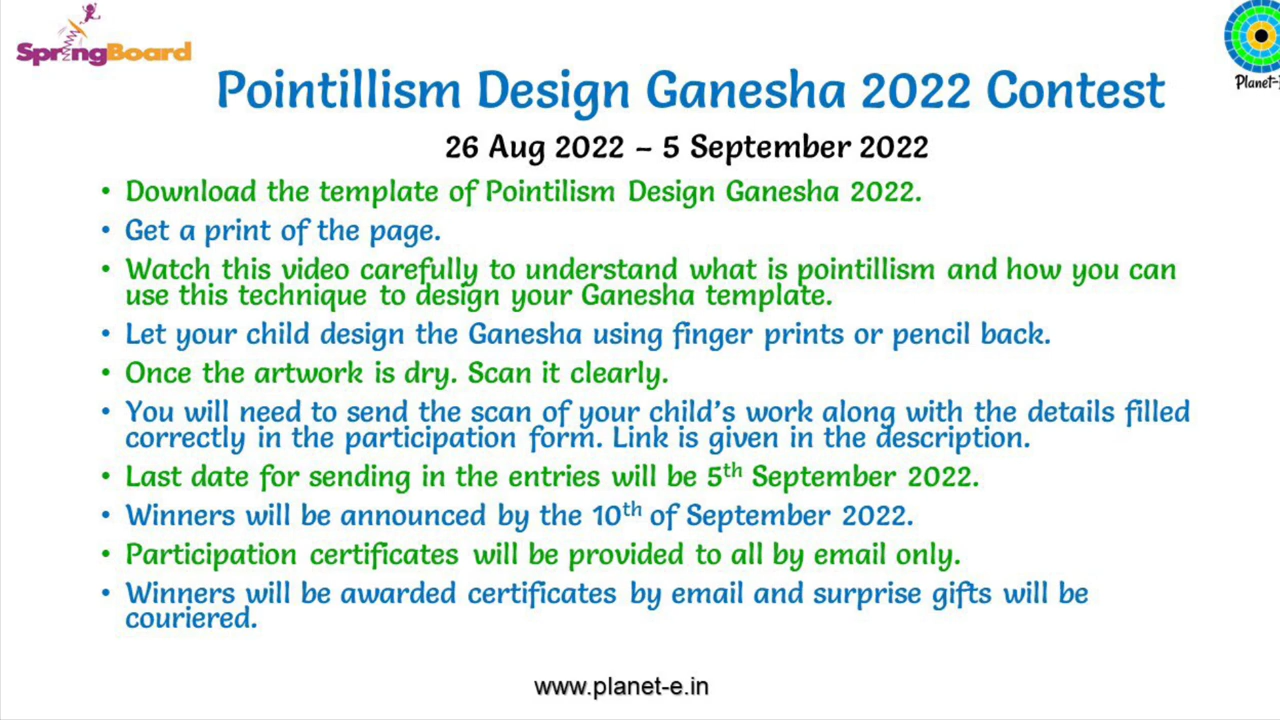 SpringBoard
Planet-E
Pointillism Design Ganesha 2022 Contest
26 Aug 2022 – 5 September 2022
• Download the template of Pointilism Design Ganesha 2022.
• Get a print of the page.
• Watch this video carefully to understand what is pointillism and how you can
use this technique to design your Ganesha template.
• Let your child design the Ganesha using finger prints or pencil back.
• Once the artwork is dry. Scan it clearly.
• You will need to send the scan of your child's work along with the details filled
correctly in the participation form. Link is given in the description.
• Last date for sending in the entries will be 5th September 2022.
• Winners will be announced by the 10th of September 2022.
• Participation certificates will be provided to all by email only.
• Winners will be awarded certificates by email and surprise gifts will be
couriered.
www.planet-e.in